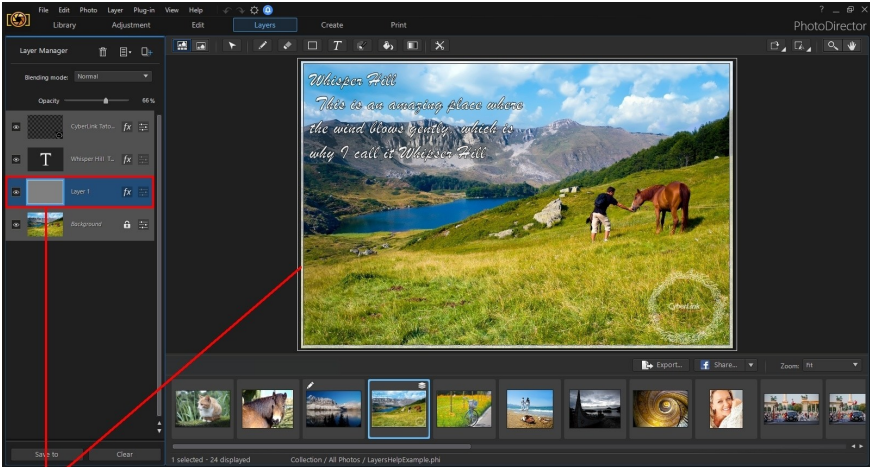 File Edit Photo Layer Plug-in View Help
?
Library Adjustment Edit Layers Create Print
PhotoDirector
Layer Manager
Blending mode: Normal
Opacity 66 %
CyberLink Tato... fx
T Whisper Hill T... fx
Layer 1 fx
Background
T
Whisper Hill
This is an amazing place where
the wind blows gently which is
why I call it Whipser Hill
CyberLink
Export... f Share... Zoom: Fit
Save to Clear
1 selected - 24 displayed Collection / All Photos / LayersHelpExample.phi